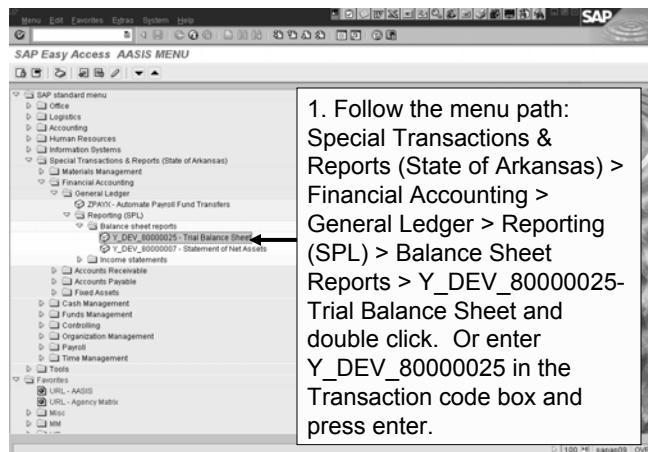 Menu Edit Favorites Extras System Help
SAP
SAP Easy Access AASIS MENU
SAP standard menu
Office
Logistics
Accounting
Human Resources
Information Systems
Special Transactions & Reports (State of Arkansas)
Materials Management
Financial Accounting
General Ledger
ZPAYX - Automate Payroll Fund Transfers
Reporting (SPL)
Balance sheet reports
Y_DEV_80000025 - Trial Balance Sheet
Y_DEV_80000007 - Statement of Net Assets
Income statements
Accounts Receivable
Accounts Payable
Fixed Assets
Cash Management
Funds Management
Controlling
Organization Management
Payroll
Time Management
Tools
Favorites
URL - AASIS
URL - Agency Matrix
Misc
MM
1. Follow the menu path:
Special Transactions &
Reports (State of Arkansas) >
Financial Accounting >
General Ledger > Reporting
(SPL) > Balance Sheet
Reports > Y_DEV_80000025-
Trial Balance Sheet and
double click. Or enter
Y_DEV_80000025 in the
Transaction code box and
press enter.
sapap09 OVR